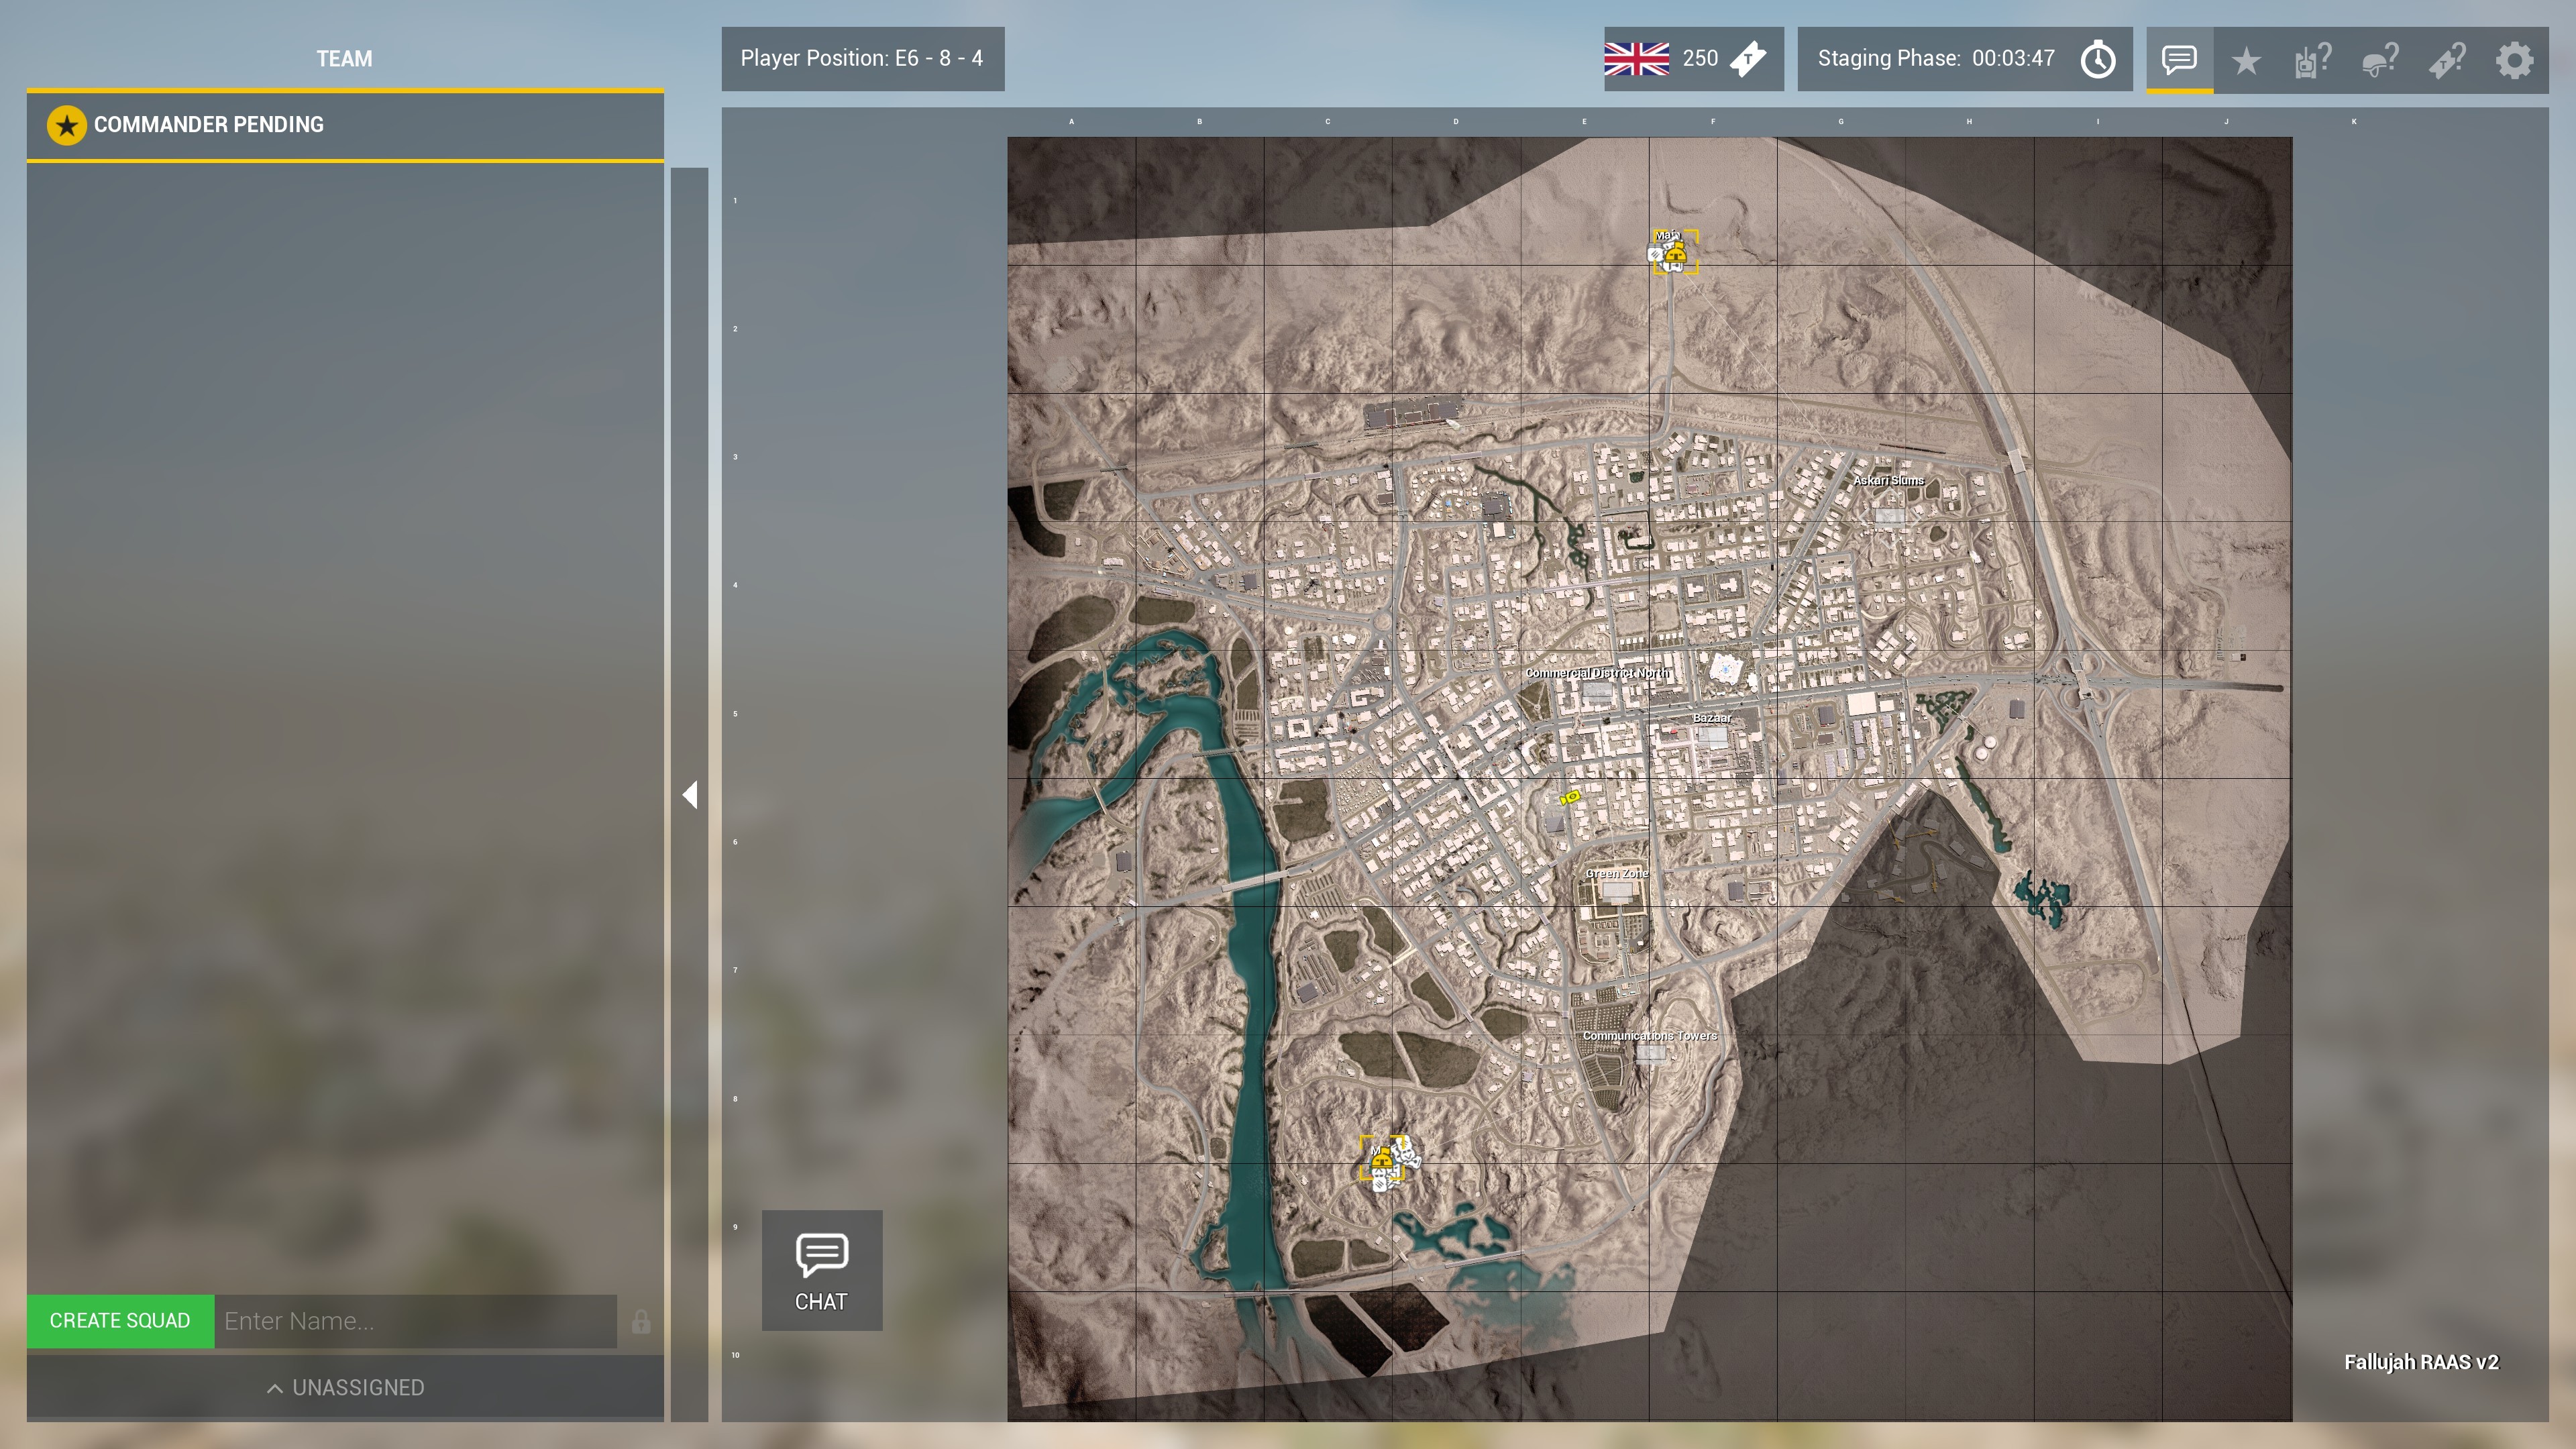 TEAM
Player Position: E6 - 8 - 4
250
T
Staging Phase: 00:03:47
? ? T?
COMMANDER PENDING
A B C D E F G H I J K
1
Main
2
3
Askari Slums
4
Commercial District North
5
Bazaar
6
Green Zone
7
Communications Towers
8
M
9
CHAT
CREATE SQUAD Enter Name...
10
Fallujah RAAS v2
UNASSIGNED